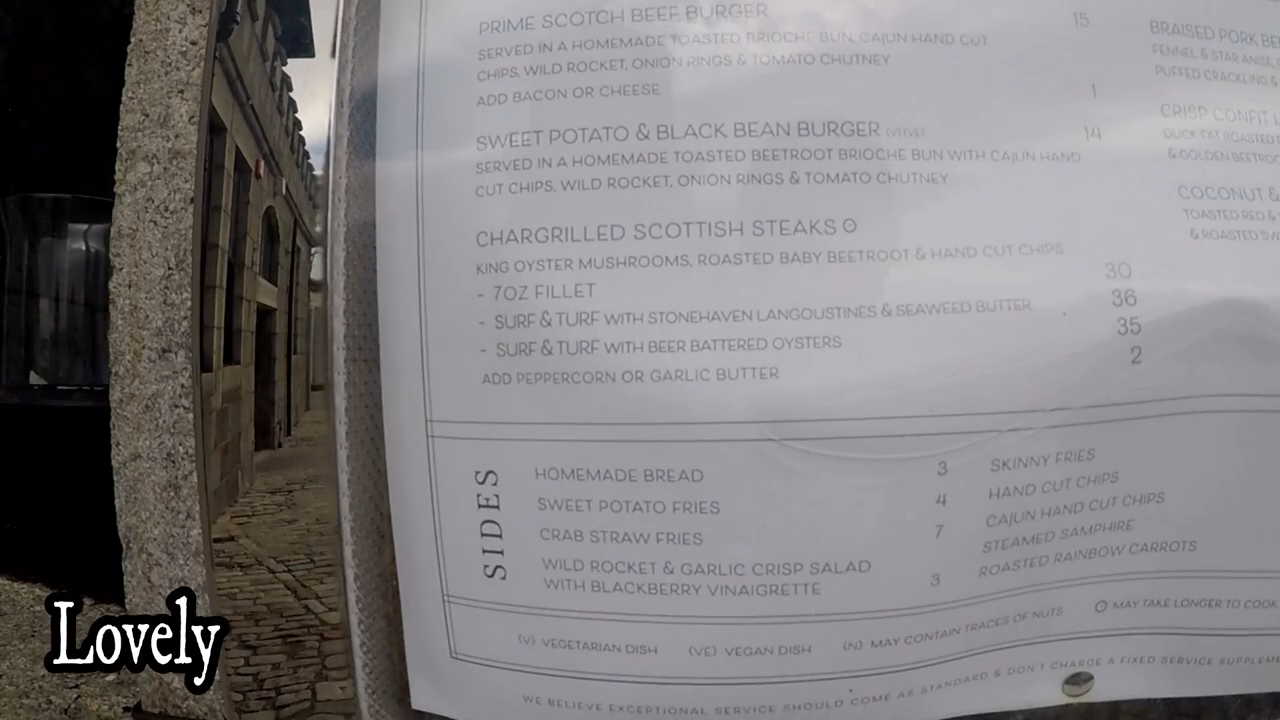 PRIME SCOTCH BEEF BURGER 15
SERVED IN A HOMEMADE TOASTED BRIOCHE BUN, CAJUN HAND CUT
CHIPS, WILD ROCKET, ONION RINGS & TOMATO CHUTNEY
ADD BACON OR CHEESE 1
SWEET POTATO & BLACK BEAN BURGER (V) (VE) 14
SERVED IN A HOMEMADE TOASTED BEETROOT BRIOCHE BUN WITH CAJUN HAND
CUT CHIPS, WILD ROCKET, ONION RINGS & TOMATO CHUTNEY
CHARGRILLED SCOTTISH STEAKS
KING OYSTER MUSHROOMS, ROASTED BABY BEETROOT & HAND CUT CHIPS
- 7OZ FILLET 30
- SURF & TURF WITH STONEHAVEN LANGOUSTINES & SEAWEED BUTTER 36
- SURF & TURF WITH BEER BATTERED OYSTERS 35
ADD PEPPERCORN OR GARLIC BUTTER 2
BRAISED PORK
FENNEL & STAR ANISE,
PUFFED CRACKLING &
CRISP CONFIT
DUCK FAT ROASTED
& GOLDEN
COCONUT &
TOASTED RED &
& ROASTED
SIDES
HOMEMADE BREAD 3
SWEET POTATO FRIES 4
CRAB STRAW FRIES 7
WILD ROCKET & GARLIC CRISP SALAD
WITH BLACKBERRY VINAIGRETTE 3
SKINNY FRIES
HAND CUT CHIPS
CAJUN HAND CUT CHIPS
STEAMED SAMPHIRE
ROASTED RAINBOW CARROTS
(V) VEGETARIAN DISH (VE) VEGAN DISH (N) MAY CONTAIN TRACES OF NUTS MAY TAKE LONGER TO COOK
WE BELIEVE EXCEPTIONAL SERVICE SHOULD COME AS STANDARD & DON'T CHARGE A FIXED SERVICE
Lovely